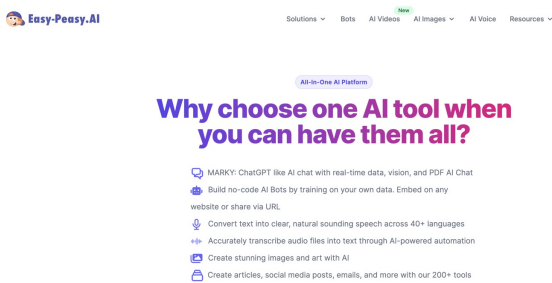 Easy-Peasy.AI
Solutions
Bots
AI Videos
New
AI Images
AI Voice
Resources
All-In-One AI Platform
Why choose one AI tool when
you can have them all?
MARKY: ChatGPT like AI chat with real-time data, vision, and PDF AI Chat
Build no-code AI Bots by training on your own data. Embed on any
website or share via URL
Convert text into clear, natural sounding speech across 40+ languages
Accurately transcribe audio files into text through AI-powered automation
Create stunning images and art with AI
Create articles, social media posts, emails, and more with our 200+ tools